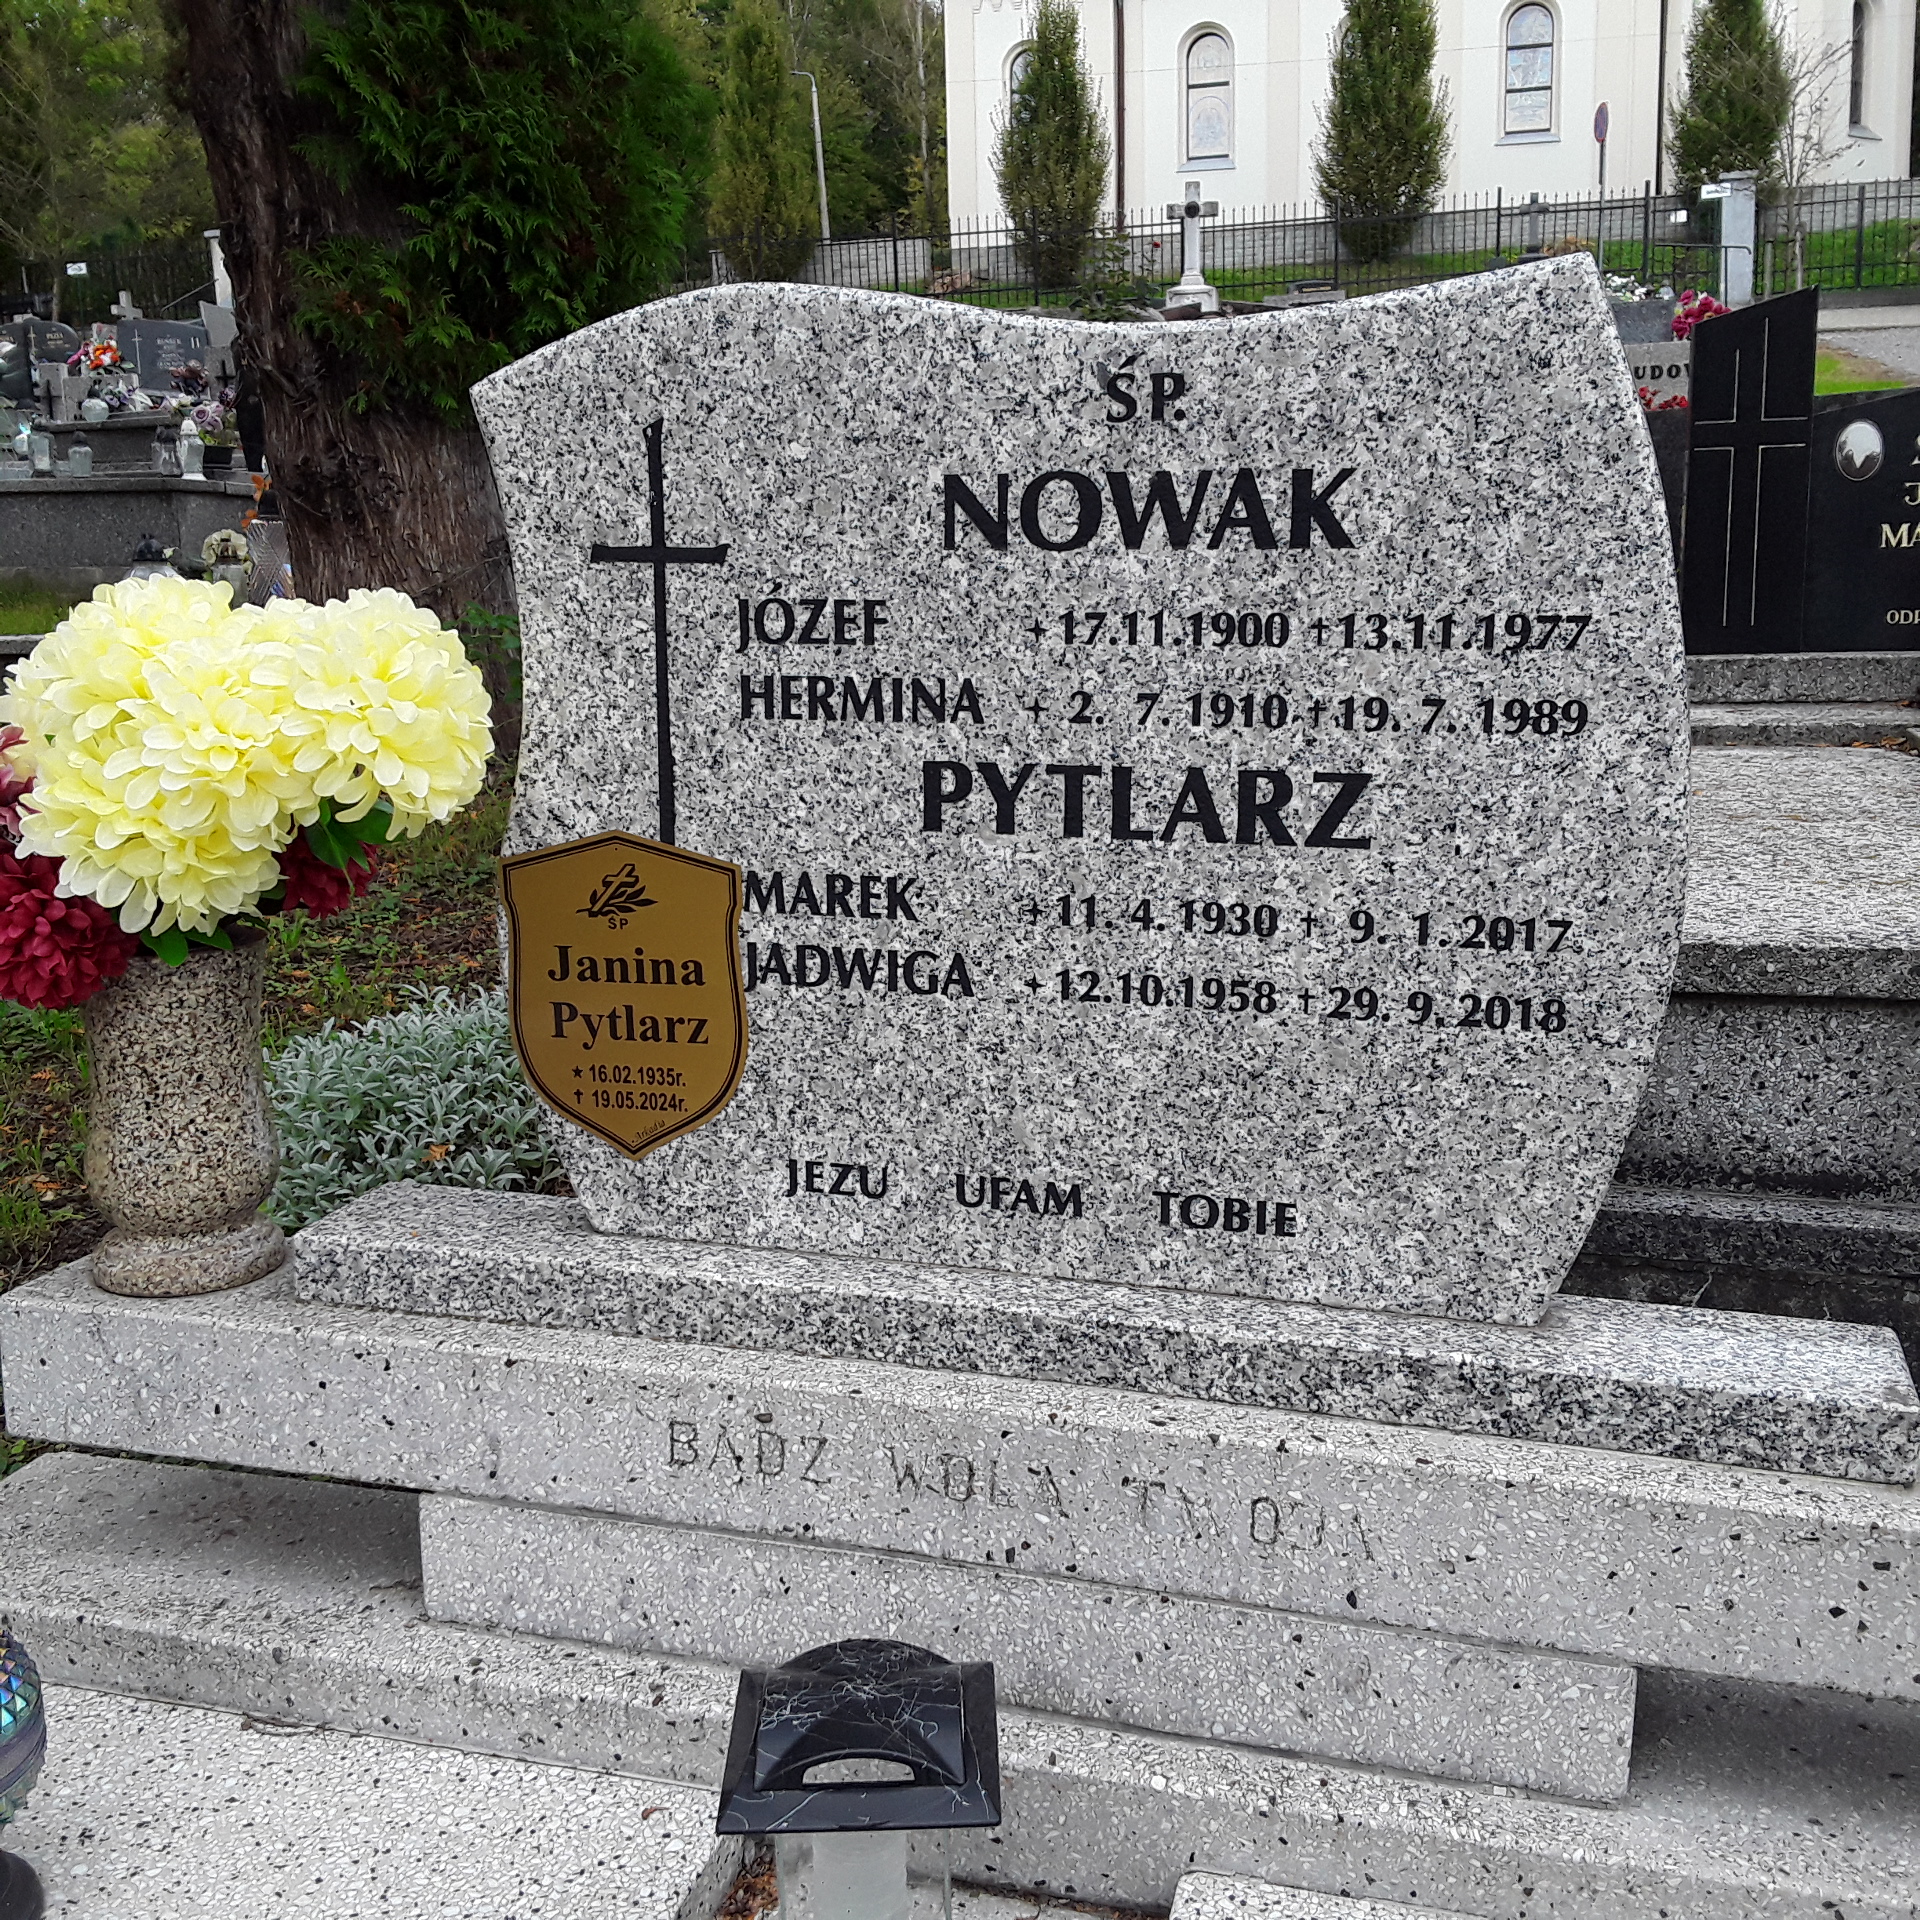 ŚP.
NOWAK
JÓZEF +17.11.1900 †13.11.1977
HERMINA + 2. 7. 1910 †19. 7. 1989
PYTLARZ
MAREK +11. 4. 1930 † 9. 1. 2017
JADWIGA +12.10.1958 †29. 9. 2018
ŚP
Janina
Pytlarz
★ 16.02.1935r.
† 19.05.2024r.
JEZU UFAM TOBIE
BĄDŹ WOLA TWOJA
UDOW
MA